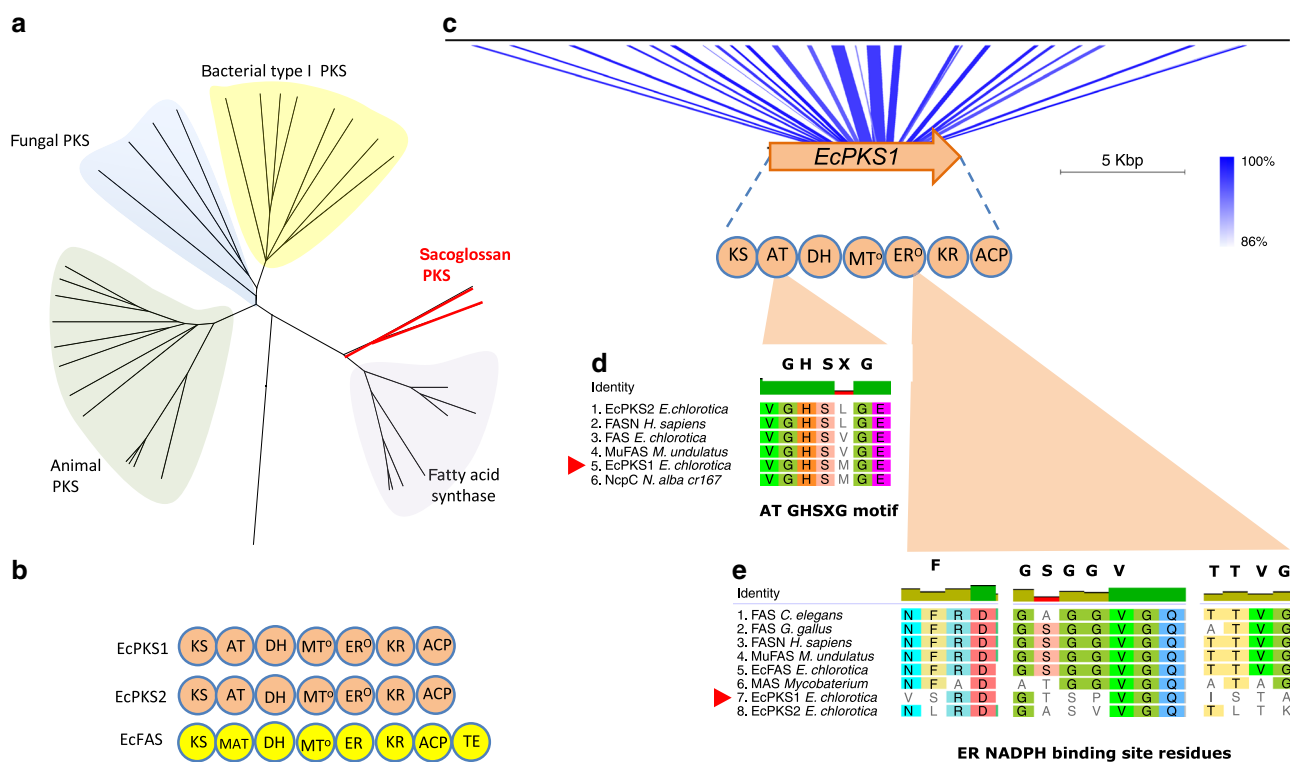 a
Bacterial type I PKS
Fungal PKS
Sacoglossan
PKS
Animal
PKS
Fatty acid
synthase
b
EcPKS1 KS AT DH MTº ERº KR ACP
EcPKS2 KS AT DH MTº ERº KR ACP
EcFAS KS MAT DH MTº ER KR ACP TE
c
EcPKS1
5 Kbp
100%
86%
KS AT DH MTº ERº KR ACP
d
G H S X G
Identity
1. EcPKS2 E.chlorotica V G H S L G E
2. FASN H. sapiens V G H S L G E
3. FAS E. chlorotica V G H S V G E
4. MuFAS M. undulatus V G H S V G E
5. EcPKS1 E. chlorotica V G H S M G E
6. NcpC N. alba cr167 V G H S M G E
AT GHSXG motif
e
F G S G G V T T V G
Identity
1. FAS C. elegans N F R D G A G G V G Q T T V G
2. FAS G. gallus N F R D G S G G V G Q A T V G
3. FASN H. sapiens N F R D G S G G V G Q T T V G
4. MuFAS M. undulatus N F R D G S G G V G Q T T V G
5. EcFAS E. chlorotica N F R D G S G G V G Q T T V G
6. MAS Mycobaterium N F A D A T G G V G Q A T A G
7. EcPKS1 E. chlorotica V S R D G T S P V G Q I S T A
8. EcPKS2 E. chlorotica N L R D G A S V V G Q T L T K
ER NADPH binding site residues